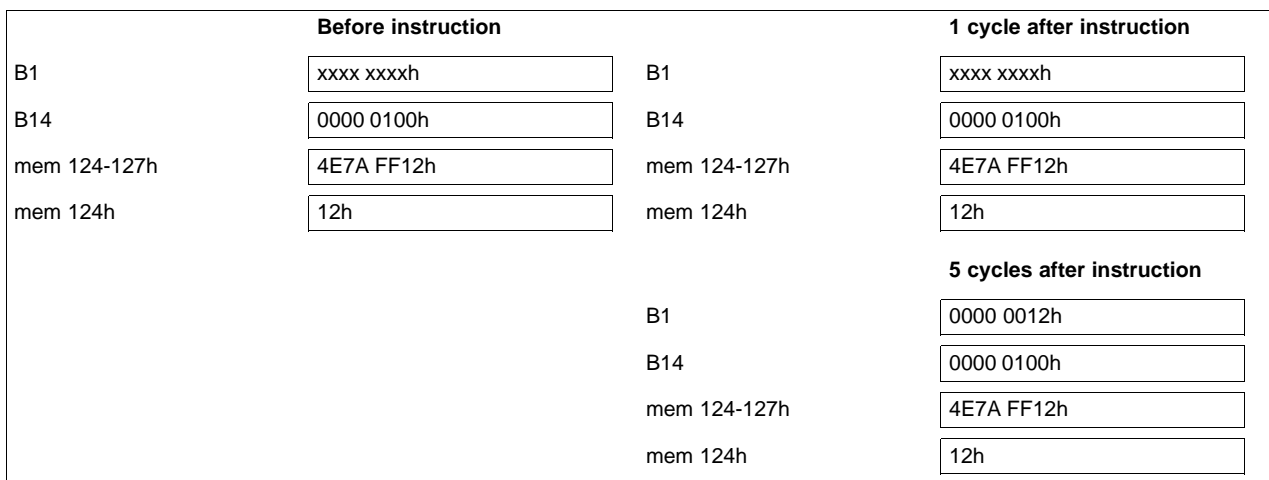 Before instruction 1 cycle after instruction
B1 xxxx xxxxh B1 xxxx xxxxh
B14 0000 0100h B14 0000 0100h
mem 124-127h 4E7A FF12h mem 124-127h 4E7A FF12h
mem 124h 12h mem 124h 12h
5 cycles after instruction
B1 0000 0012h
B14 0000 0100h
mem 124-127h 4E7A FF12h
mem 124h 12h